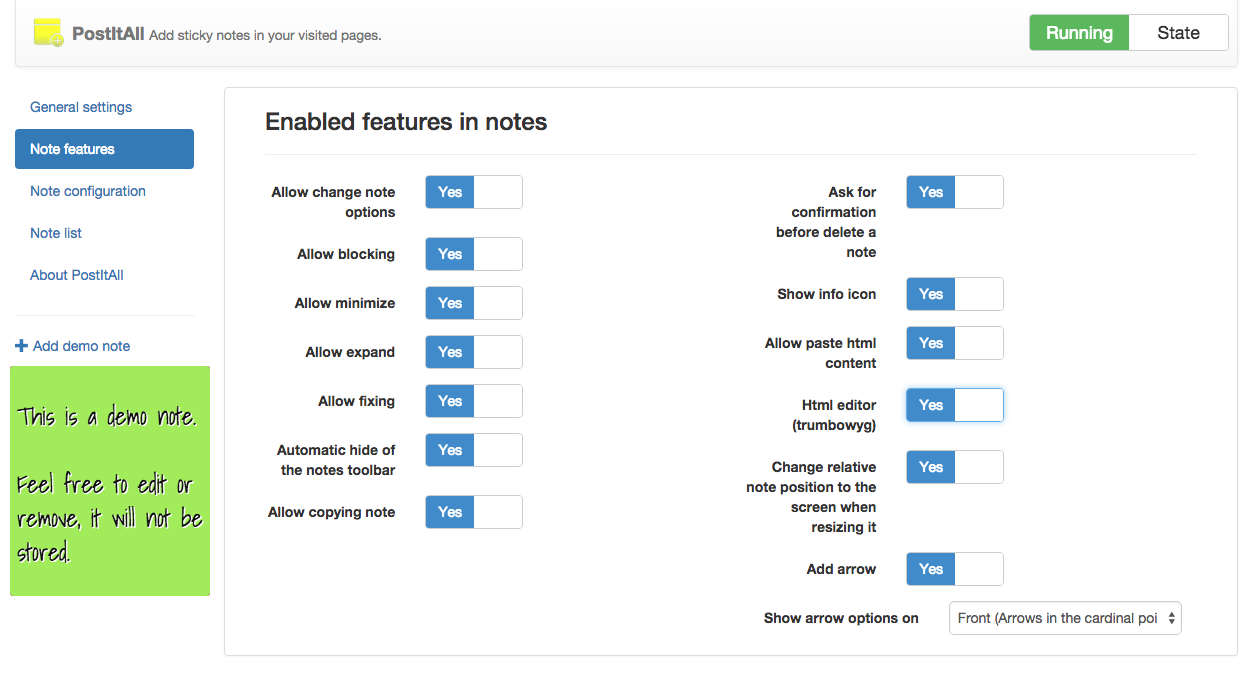 PostItAll Add sticky notes in your visited pages.
Running State
General settings
Note features
Note configuration
Note list
About PostItAll
Add demo note
This is a demo note.
Feel free to edit or
remove, it will not be
stored.
Enabled features in notes
Allow change note
options
Yes
Allow blocking Yes
Allow minimize Yes
Allow expand Yes
Allow fixing Yes
Automatic hide of
the notes toolbar
Yes
Allow copying note Yes
Ask for
confirmation
before delete a
note
Yes
Show info icon Yes
Allow paste html
content
Yes
Html editor
(trumbowyg)
Yes
Change relative
note position to the
screen when
resizing it
Yes
Add arrow Yes
Show arrow options on Front (Arrows in the cardinal poi